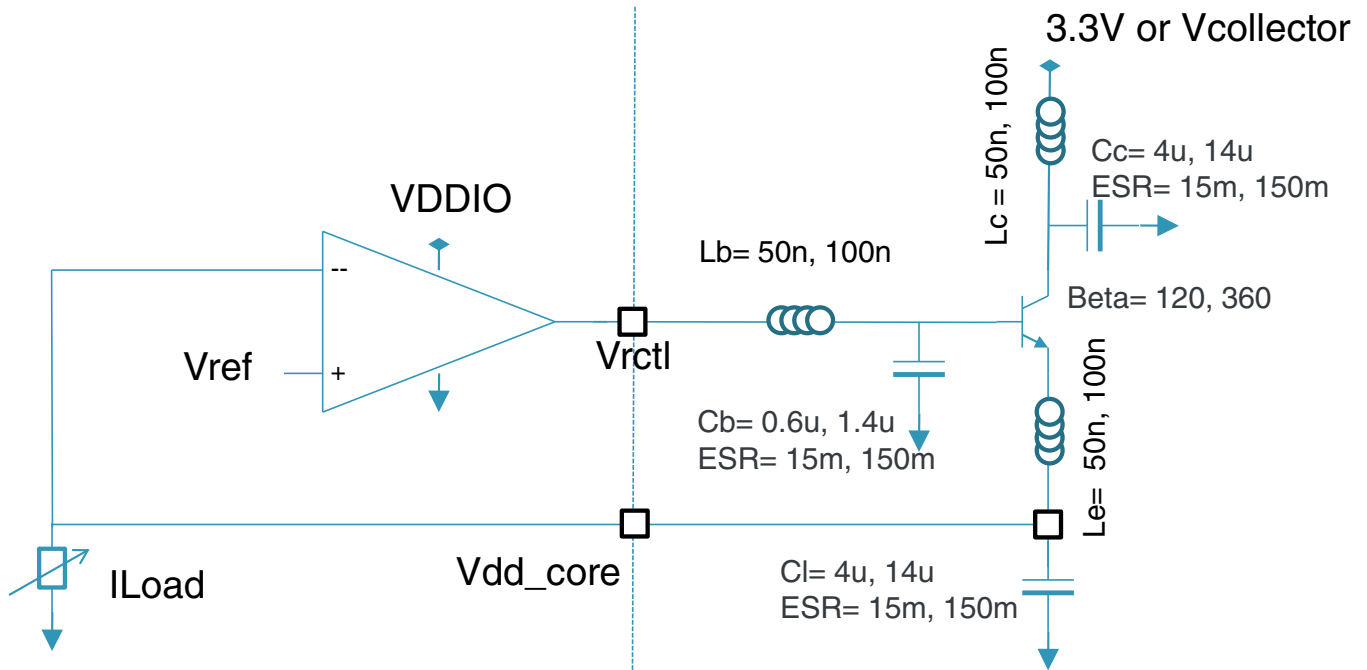 3.3V or Vcollector
Lc = 50n, 100n
Cc= 4u, 14u
ESR= 15m, 150m
VDDIO
Lb= 50n, 100n
--
Beta= 120, 360
Vref
+
Vrctl
Cb= 0.6u, 1.4u
ESR= 15m, 150m
Le=  50n, 100n
ILoad
Vdd_core
Cl= 4u, 14u
ESR= 15m, 150m